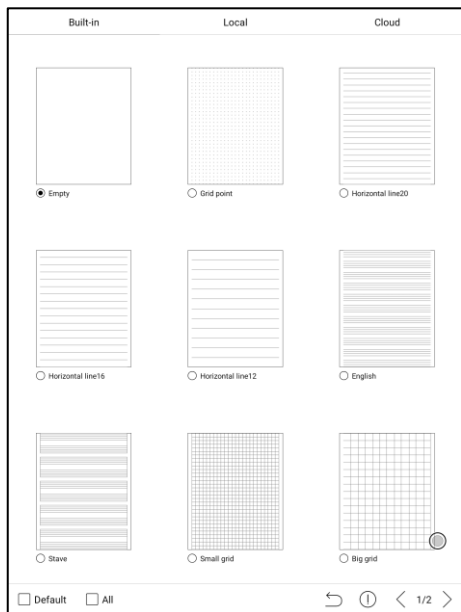 Built-in Local Cloud
Empty Grid point Horizontal line20
Horizontal line16 Horizontal line12 English
Stave Small grid Big grid
Default All 1/2